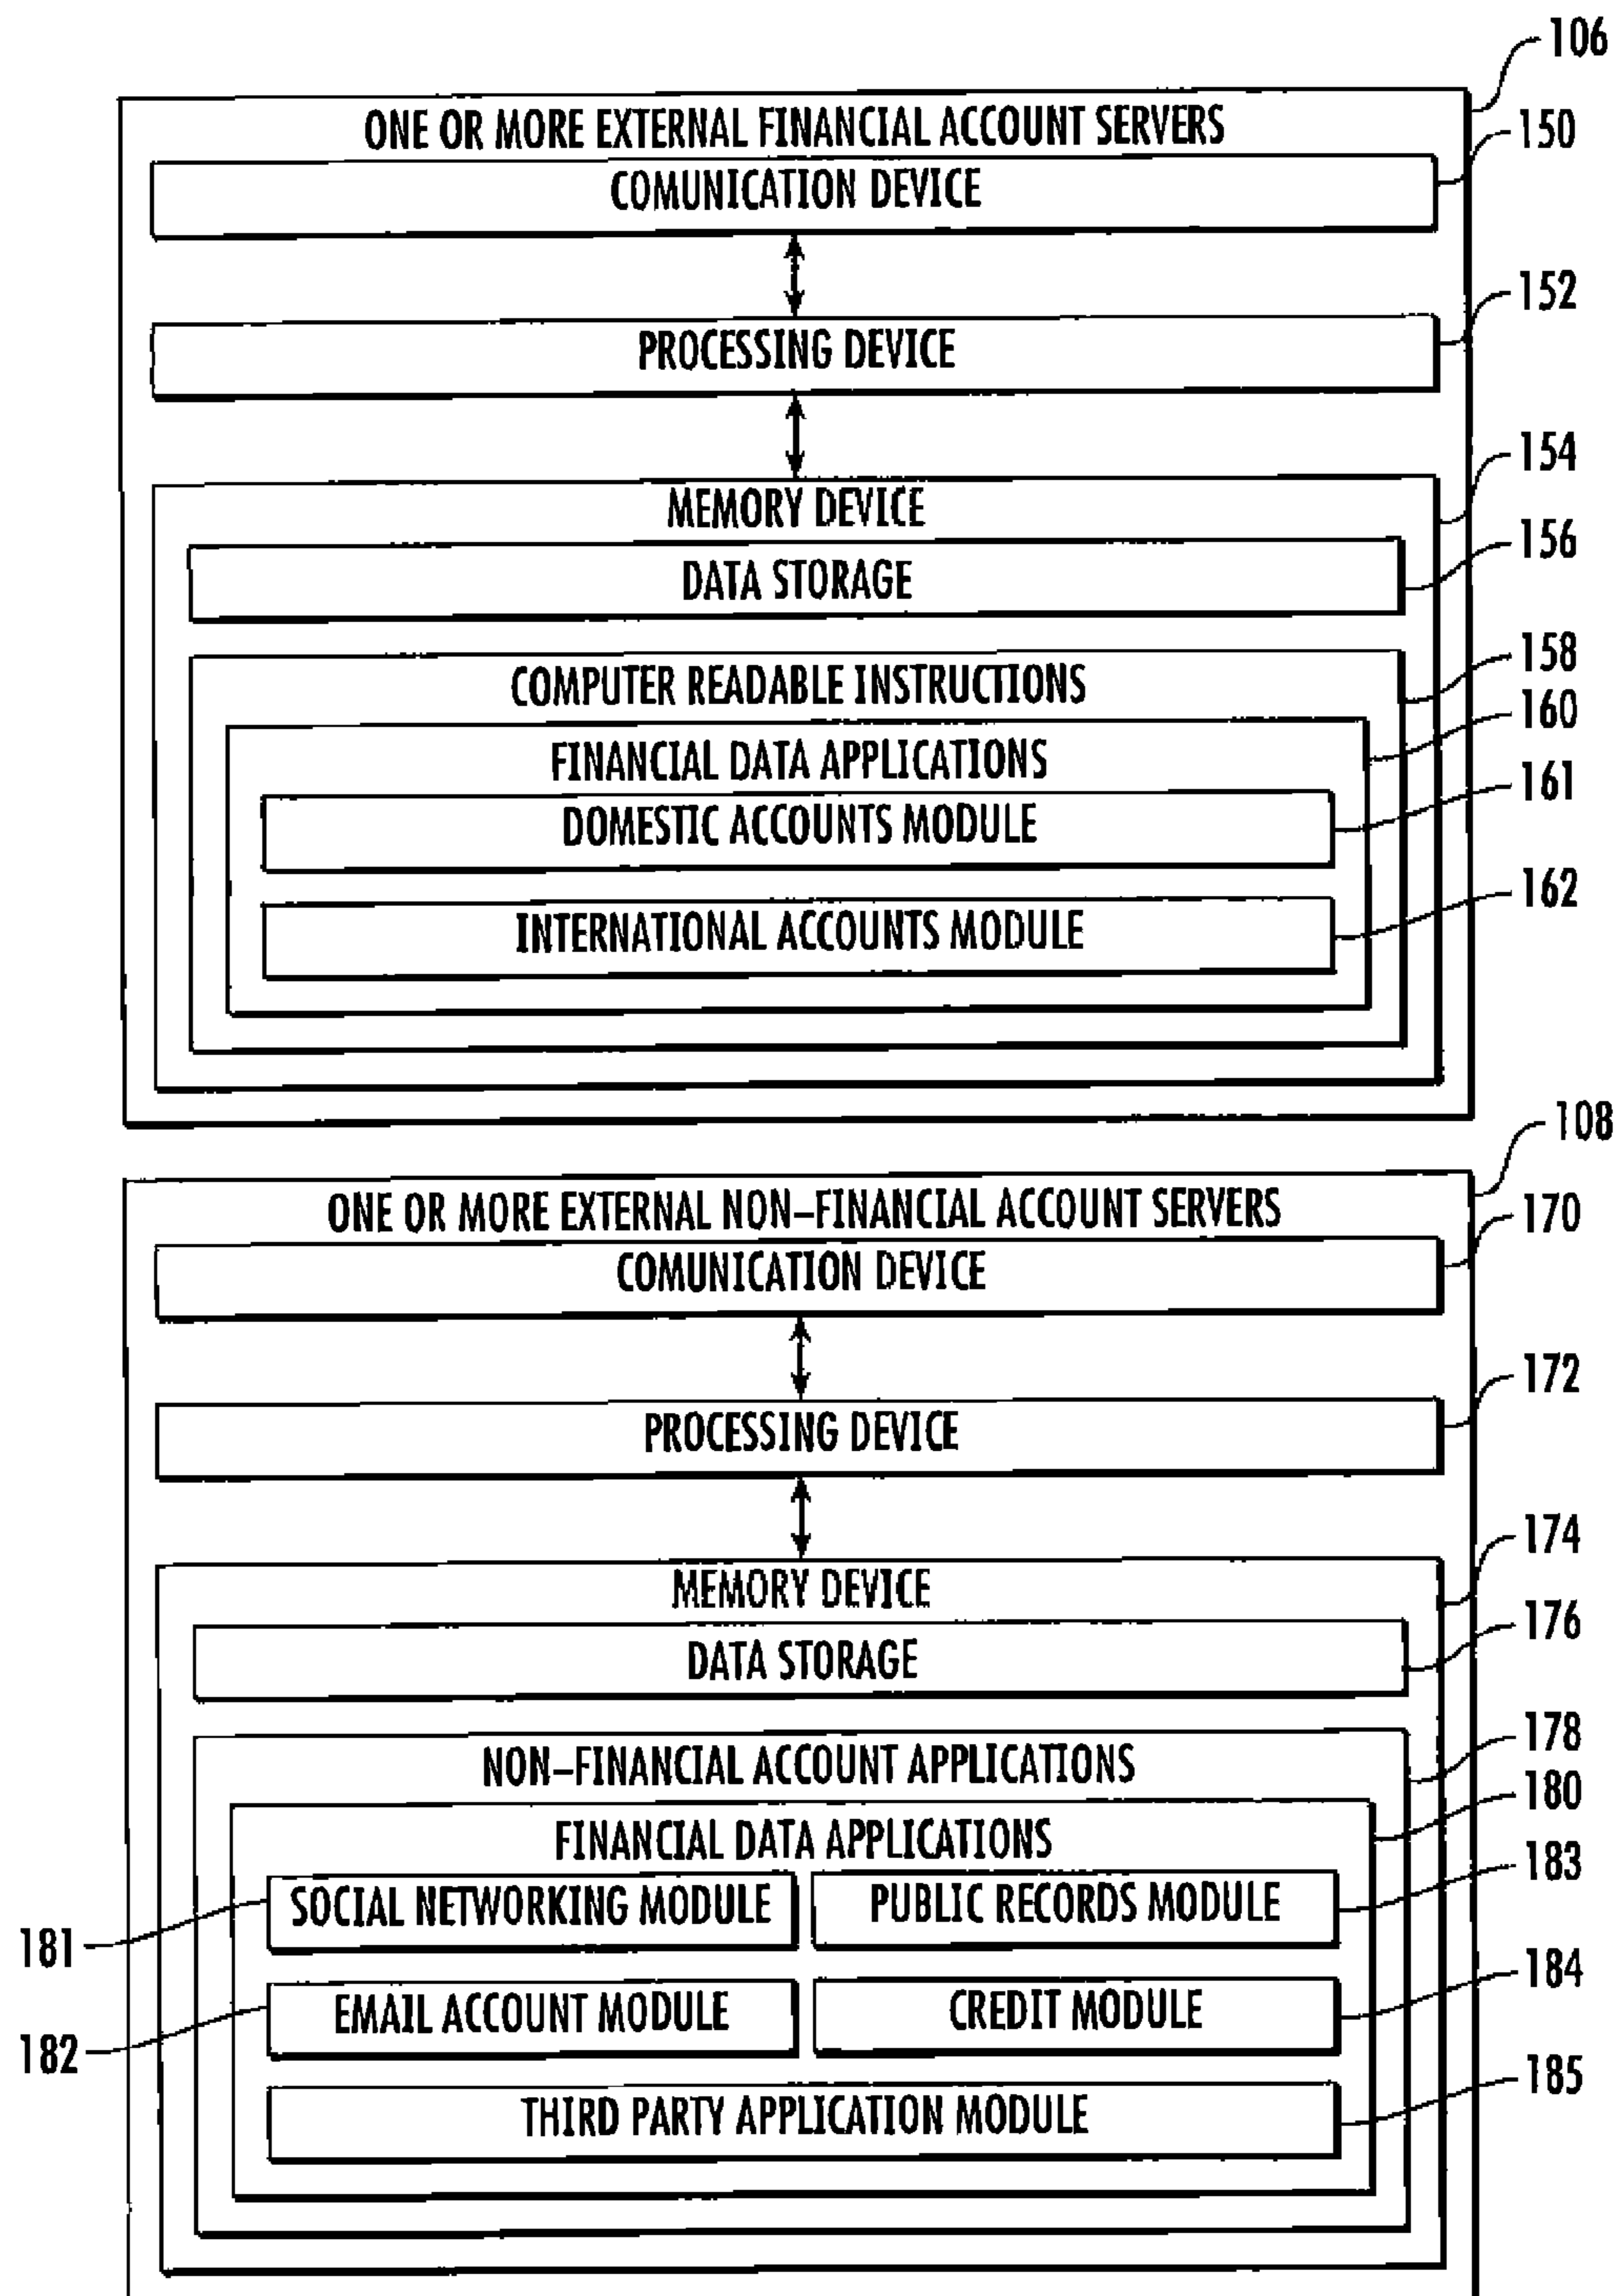 106
ONE OR MORE EXTERNAL FINANCIAL ACCOUNT SERVERS
150
COMUNICATION DEVICE
152
PROCESSING DEVICE
154
MEMORY DEVICE
156
DATA STORAGE
158
COMPUTER READABLE INSTRUCTIONS
160
FINANCIAL DATA APPLICATIONS
161
DOMESTIC ACCOUNTS MODULE
162
INTERNATIONAL ACCOUNTS MODULE
108
ONE OR MORE EXTERNAL NON–FINANCIAL ACCOUNT SERVERS
170
COMUNICATION DEVICE
172
PROCESSING DEVICE
174
MEMORY DEVICE
176
DATA STORAGE
178
NON–FINANCIAL ACCOUNT APPLICATIONS
180
FINANCIAL DATA APPLICATIONS
183
SOCIAL NETWORKING MODULE
PUBLIC RECORDS MODULE
181
184
EMAIL ACCOUNT MODULE
CREDIT MODULE
182
185
THIRD PARTY APPLICATION MODULE